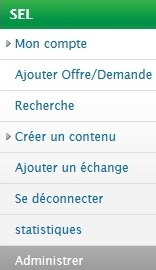 SEL
Mon compte
Ajouter Offre/Demande
Recherche
Créer un contenu
Ajouter un échange
Se déconnecter
statistiques
Administrer